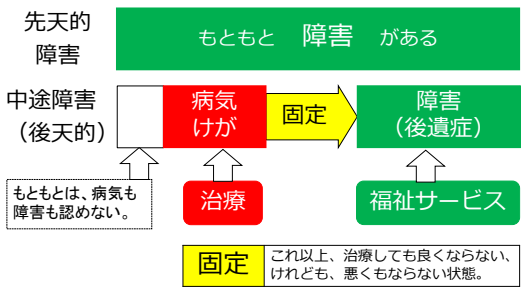 先天的
障害
もともと 障害 がある
中途障害
（後天的）
病気
けが
固定
障害
（後遺症）
もともとは、病気も
障害も認めない。
治療
福祉サービス
固定
これ以上、治療しても良くならない、
けれども、悪くもならない状態。